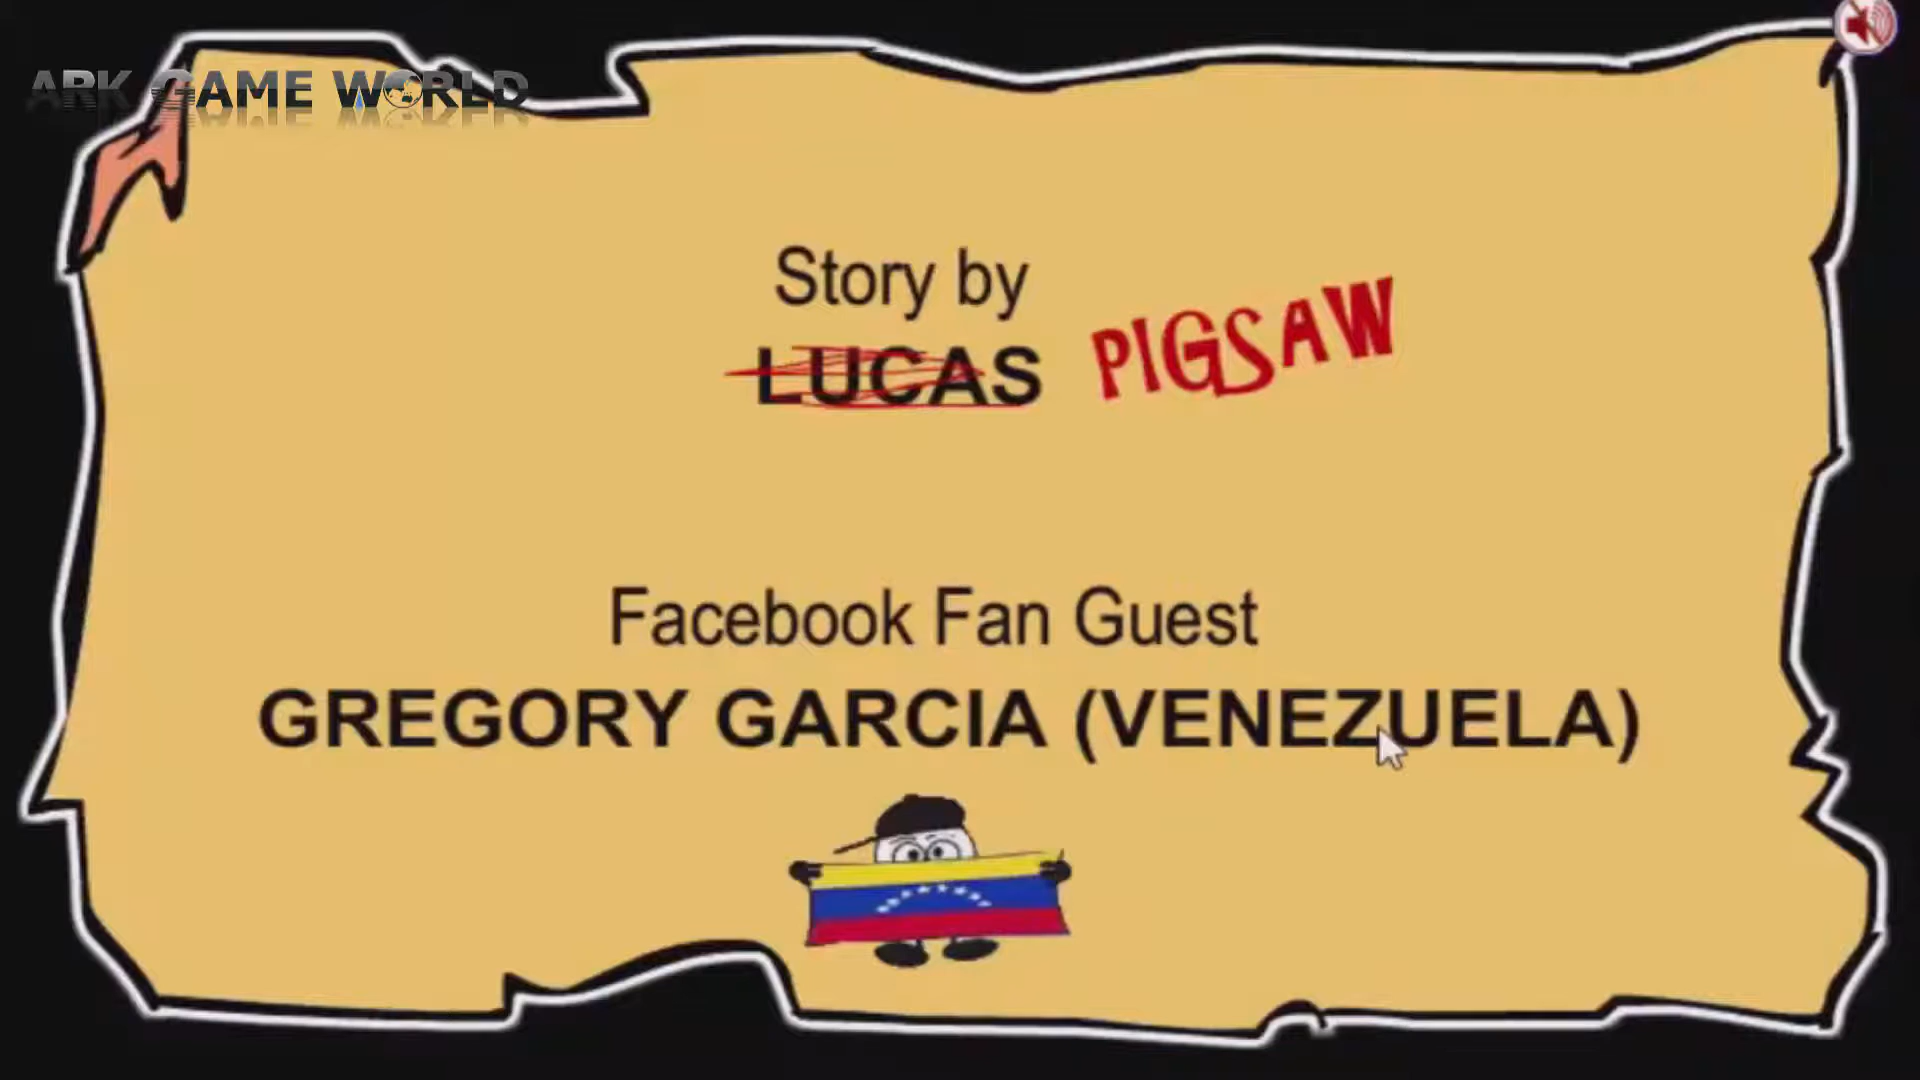 ARK GAME WORLD
Story by
LUCAS PIGSAW
Facebook Fan Guest
GREGORY GARCIA (VENEZUELA)